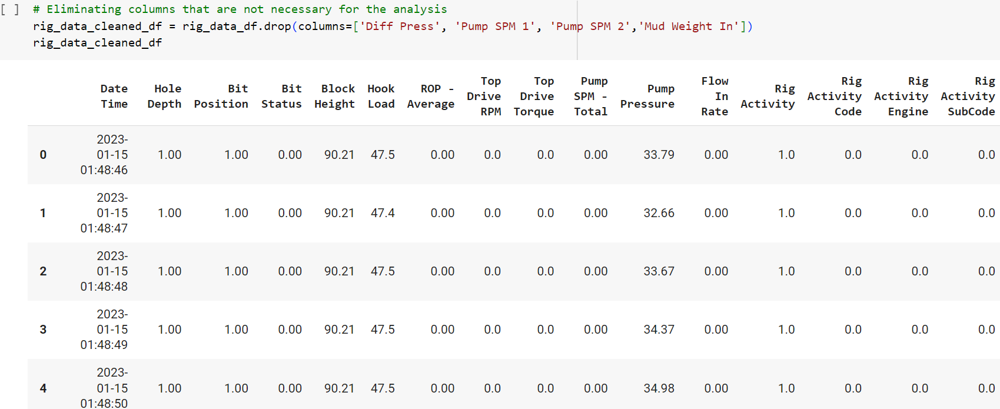 [ ] # Eliminating columns that are not necessary for the analysis
rig_data_cleaned_df = rig_data_df.drop(columns=['Diff Press', 'Pump SPM 1', 'Pump SPM 2','Mud Weight In'])
rig_data_cleaned_df
Date Time Hole Depth Bit Position Bit Status Block Height Hook Load ROP - Average Top Drive RPM Top Drive Torque Pump SPM - Total Pump Pressure Flow In Rate Rig Activity Rig Activity Code Rig Activity Engine Rig Activity SubCode
0 2023-01-15 01:48:46 1.00 1.00 0.00 90.21 47.5 0.00 0.0 0.0 0.00 33.79 0.00 1.0 0.0 0.0 0.0
1 2023-01-15 01:48:47 1.00 1.00 0.00 90.21 47.4 0.00 0.0 0.0 0.00 32.66 0.00 1.0 0.0 0.0 0.0
2 2023-01-15 01:48:48 1.00 1.00 0.00 90.21 47.5 0.00 0.0 0.0 0.00 33.67 0.00 1.0 0.0 0.0 0.0
3 2023-01-15 01:48:49 1.00 1.00 0.00 90.21 47.5 0.00 0.0 0.0 0.00 34.37 0.00 1.0 0.0 0.0 0.0
4 2023-01-15 01:48:50 1.00 1.00 0.00 90.21 47.5 0.00 0.0 0.0 0.00 34.98 0.00 1.0 0.0 0.0 0.0